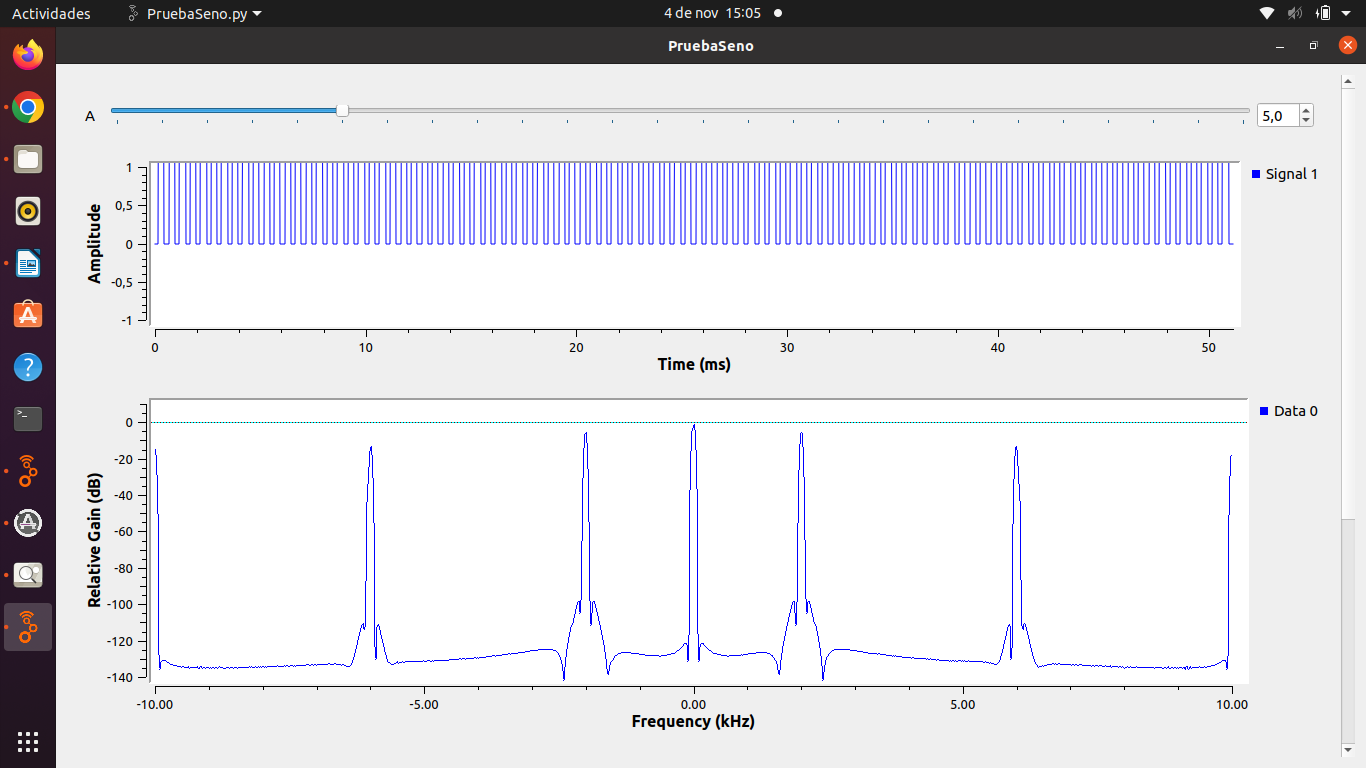 Actividades PruebaSeno.py 4 de nov 15:05
PruebaSeno
A 5,0
Signal 1
1
0,5
0
-0,5
-1
Amplitude
0 10 20 30 40 50
Time (ms)
Data 0
0
-20
-40
-60
-80
-100
-120
-140
Relative Gain (dB)
-10.00 -5.00 0.00 5.00 10.00
Frequency (kHz)